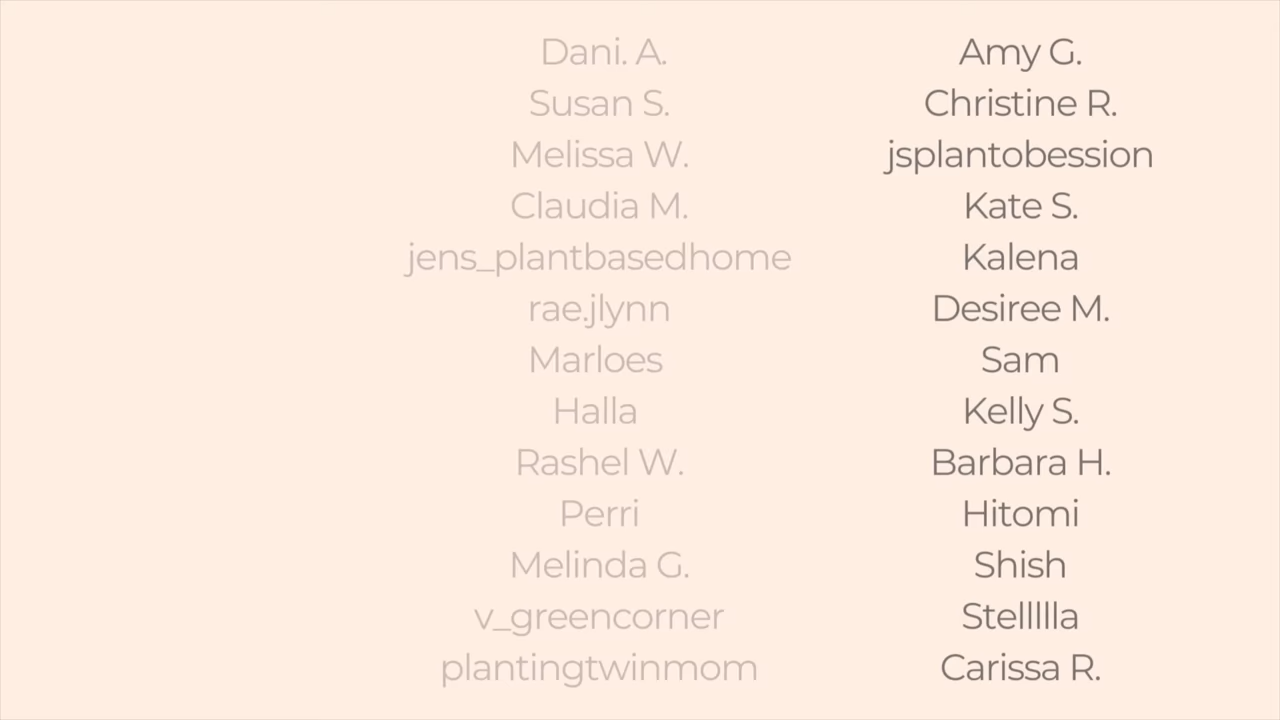 Dani. A.
Susan S.
Melissa W.
Claudia M.
jens_plantbasedhome
rae.jlynn
Marloes
Halla
Rashel W.
Perri
Melinda G.
v_greencorner
plantingtwinmom
Amy G.
Christine R.
jsplantobession
Kate S.
Kalena
Desiree M.
Sam
Kelly S.
Barbara H.
Hitomi
Shish
Stellllla
Carissa R.